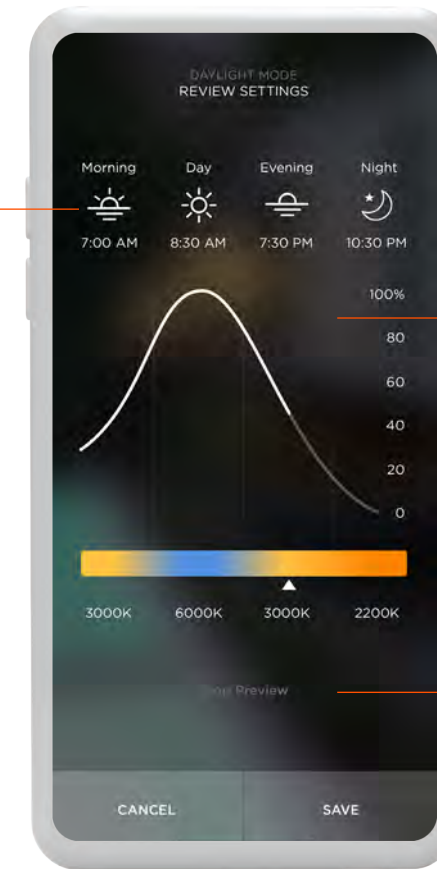 DAYLIGHT MODE
REVIEW SETTINGS
Morning Day Evening Night
7:00 AM 8:30 AM 7:30 PM 10:30 PM
100%
80
60
40
20
0
3000K 6000K 3000K 2200K
Preview
CANCEL SAVE